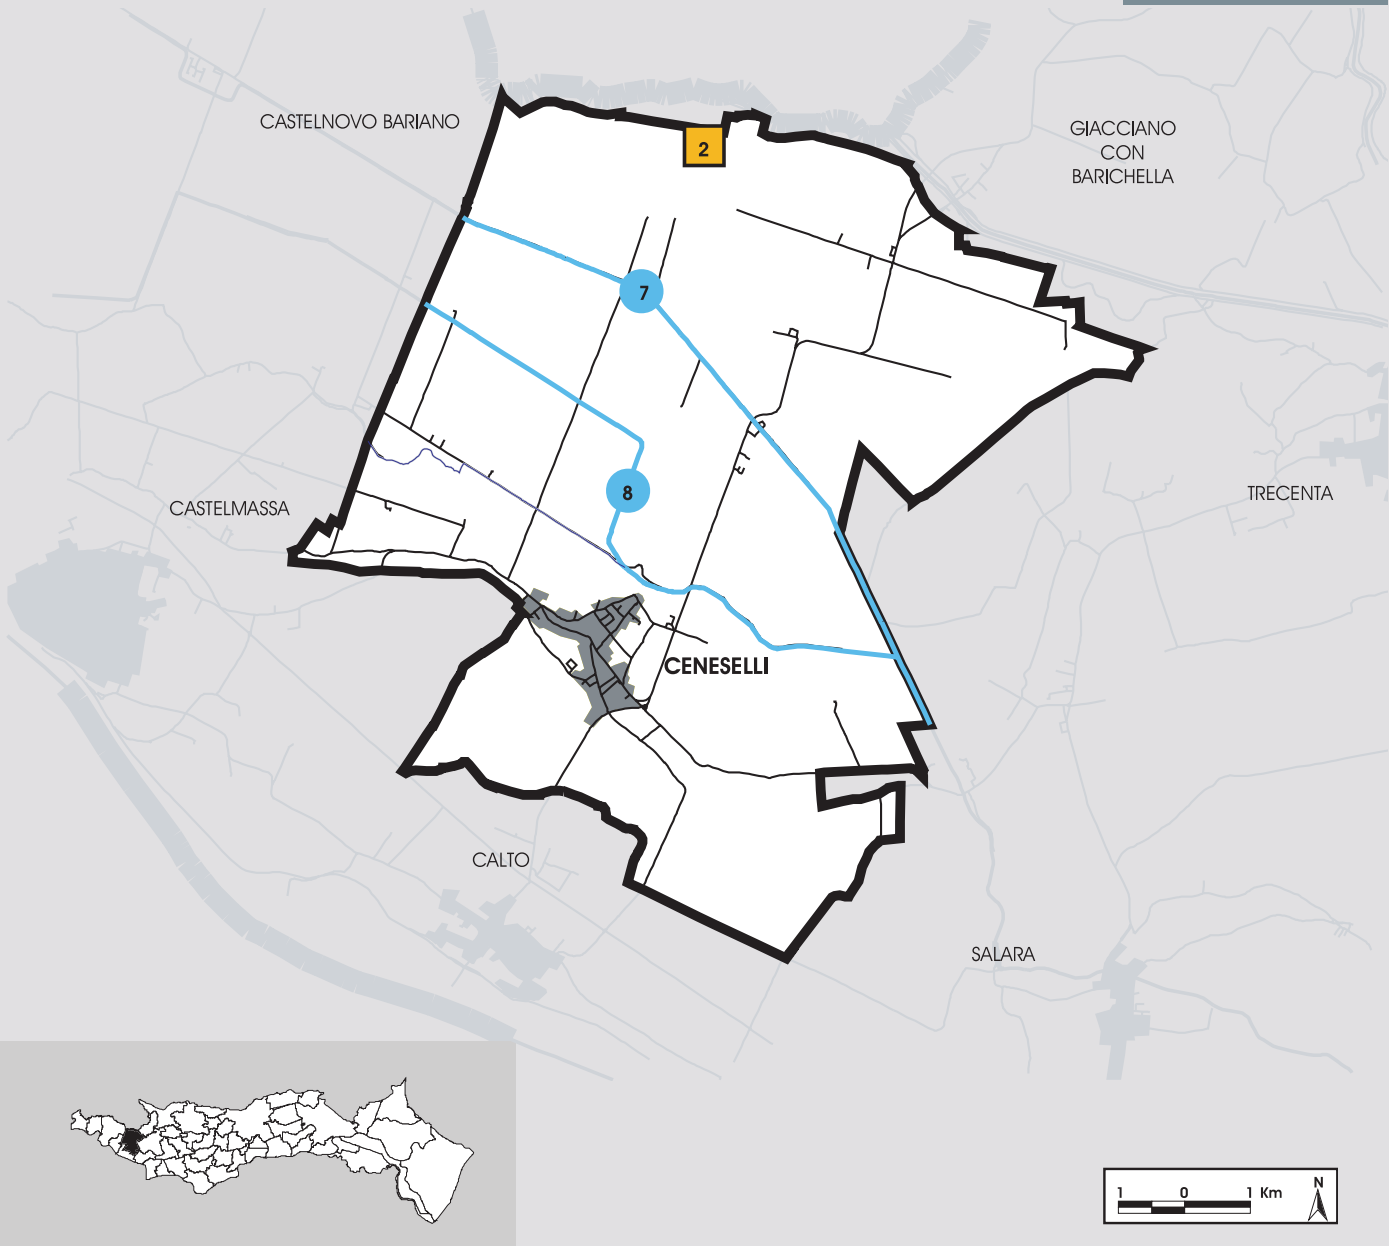 CASTELNOVO BARIANO
GIACCIANO
CON
BARICHELLA
2
7
8
TRECENTA
CASTELMASSA
CENESELLI
CALTO
SALARA
1 0 1 Km
N